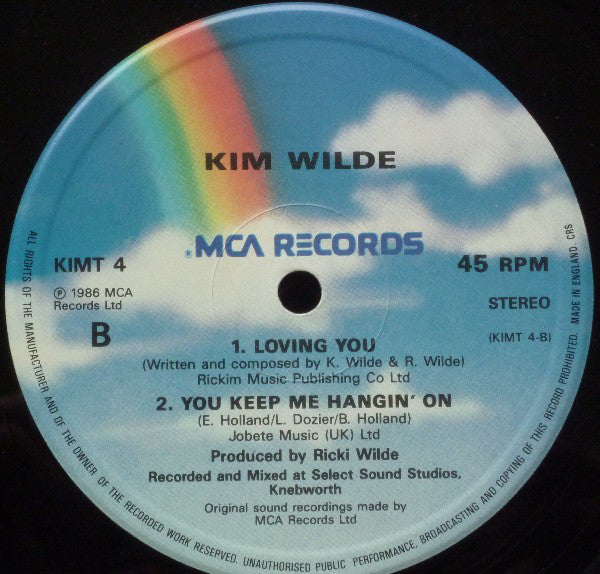 KIM WILDE
® MCA RECORDS
KIMT 4
45 RPM
℗ 1986 MCA
Records Ltd
STEREO
B
(KIMT 4-B)
1. LOVING YOU
(Written and composed by K. Wilde & R. Wilde)
Rickim Music Publishing Co Ltd
2. YOU KEEP ME HANGIN' ON
(E. Holland/L. Dozier/B. Holland)
Jobete Music (UK) Ltd
Produced by Ricki Wilde
Recorded and Mixed at Select Sound Studios,
Knebworth
Original sound recordings made by
MCA Records Ltd
ALL RIGHTS OF THE MANUFACTURER AND OF THE OWNER OF THE RECORDED WORK RESERVED. UNAUTHORISED PUBLIC PERFORMANCE, BROADCASTING AND COPYING OF THIS RECORD PROHIBITED. MADE IN ENGLAND. CRS